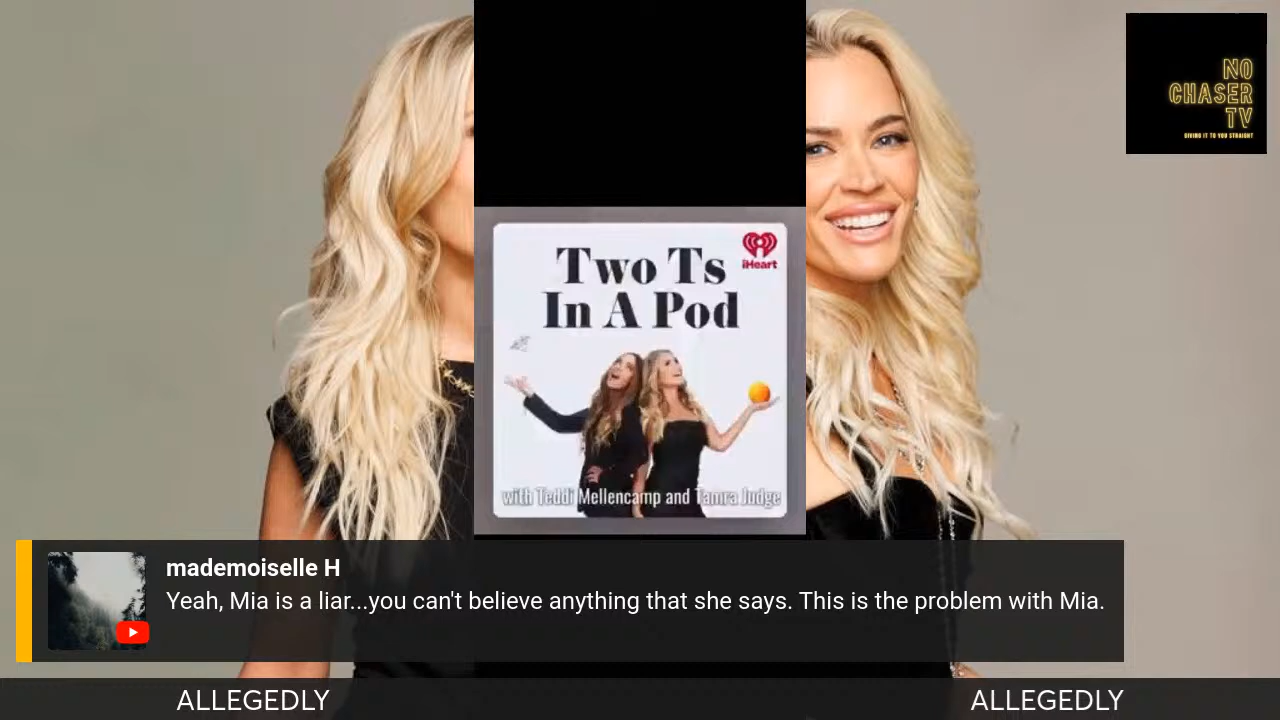 NO
CHASER
TV
GIVING IT TO YOU STRAIGHT
Two Ts
In A Pod
iHeart
with Teddi Mellencamp and Tamra Judge
mademoiselle H
Yeah, Mia is a liar...you can't believe anything that she says. This is the problem with Mia.
ALLEGEDLY
ALLEGEDLY